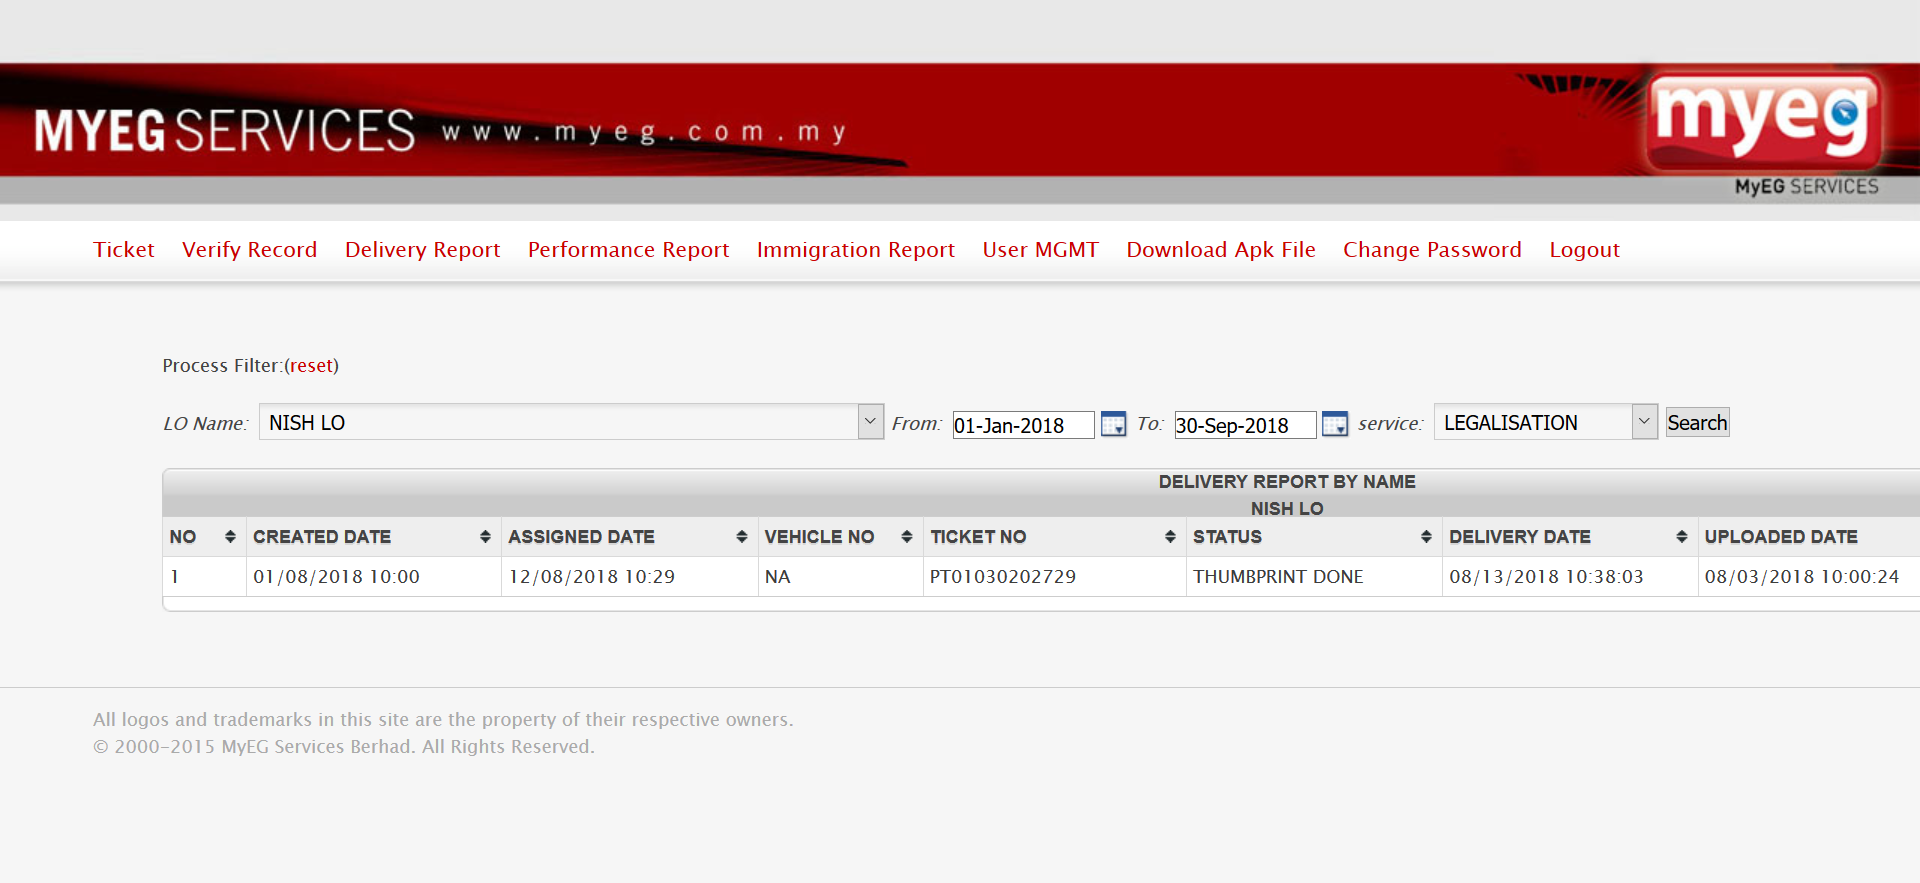 MYEG SERVICES www.myeg.com.my
myeg
MyEG SERVICES
Ticket Verify Record Delivery Report Performance Report Immigration Report User MGMT Download Apk File Change Password Logout
Process Filter:(reset)
LO Name: NISH LO From: 01-Jan-2018 To: 30-Sep-2018 service: LEGALISATION Search
DELIVERY REPORT BY NAME
NISH LO
NO CREATED DATE ASSIGNED DATE VEHICLE NO TICKET NO STATUS DELIVERY DATE UPLOADED DATE
1 01/08/2018 10:00 12/08/2018 10:29 NA PT01030202729 THUMBPRINT DONE 08/13/2018 10:38:03 08/03/2018 10:00:24
All logos and trademarks in this site are the property of their respective owners.
© 2000-2015 MyEG Services Berhad. All Rights Reserved.